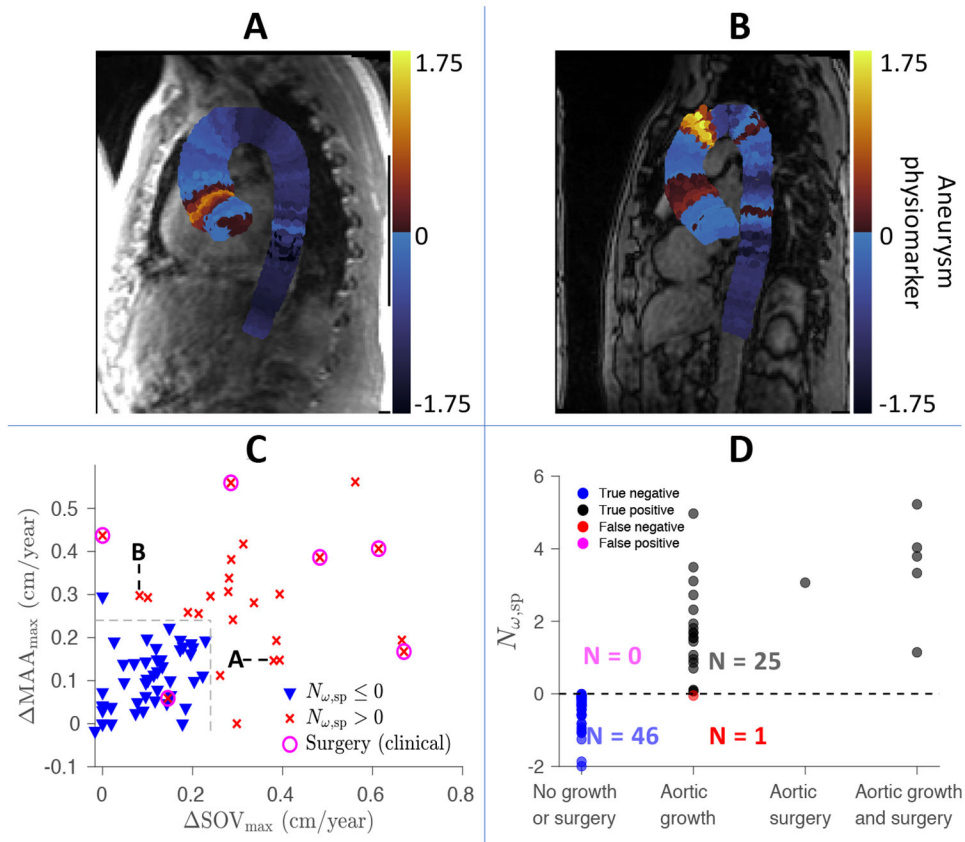 A
1.75
0
-1.75
B
1.75
0
-1.75
Aneurysm
physiomarker
C
ΔMAA_max (cm/year)
0.5
0.4
0.3
0.2
0.1
0
-0.1
0
0.2
0.4
0.6
0.8
ΔSOV_max (cm/year)
B
A
N_ω,sp ≤ 0
N_ω,sp > 0
Surgery (clinical)
D
N_ω,sp
6
4
2
0
-2
True negative
True positive
False negative
False positive
N = 0
N = 25
N = 46
N = 1
No growth
or surgery
Aortic
growth
Aortic
surgery
Aortic growth
and surgery